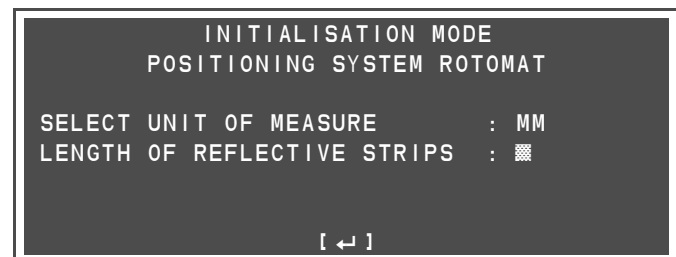 INITIALISATION MODE
POSITIONING SYSTEM ROTOMAT
SELECT UNIT OF MEASURE : MM
LENGTH OF REFLECTIVE STRIPS : ▒
[ ↵ ]